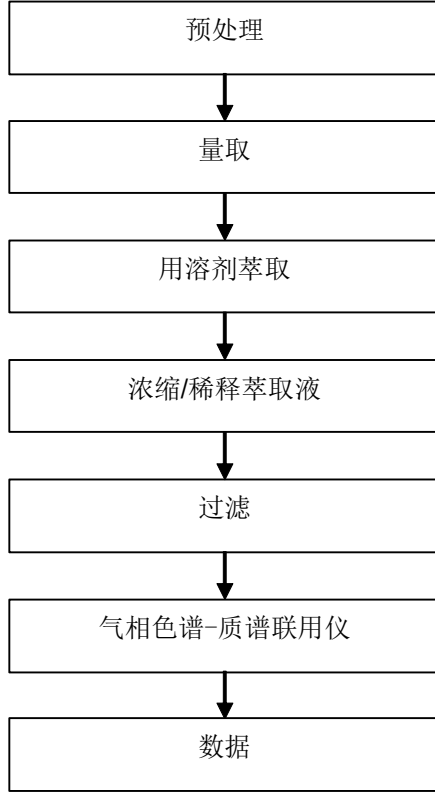 预处理
量取
用溶剂萃取
浓缩/稀释萃取液
过滤
气相色谱-质谱联用仪
数据